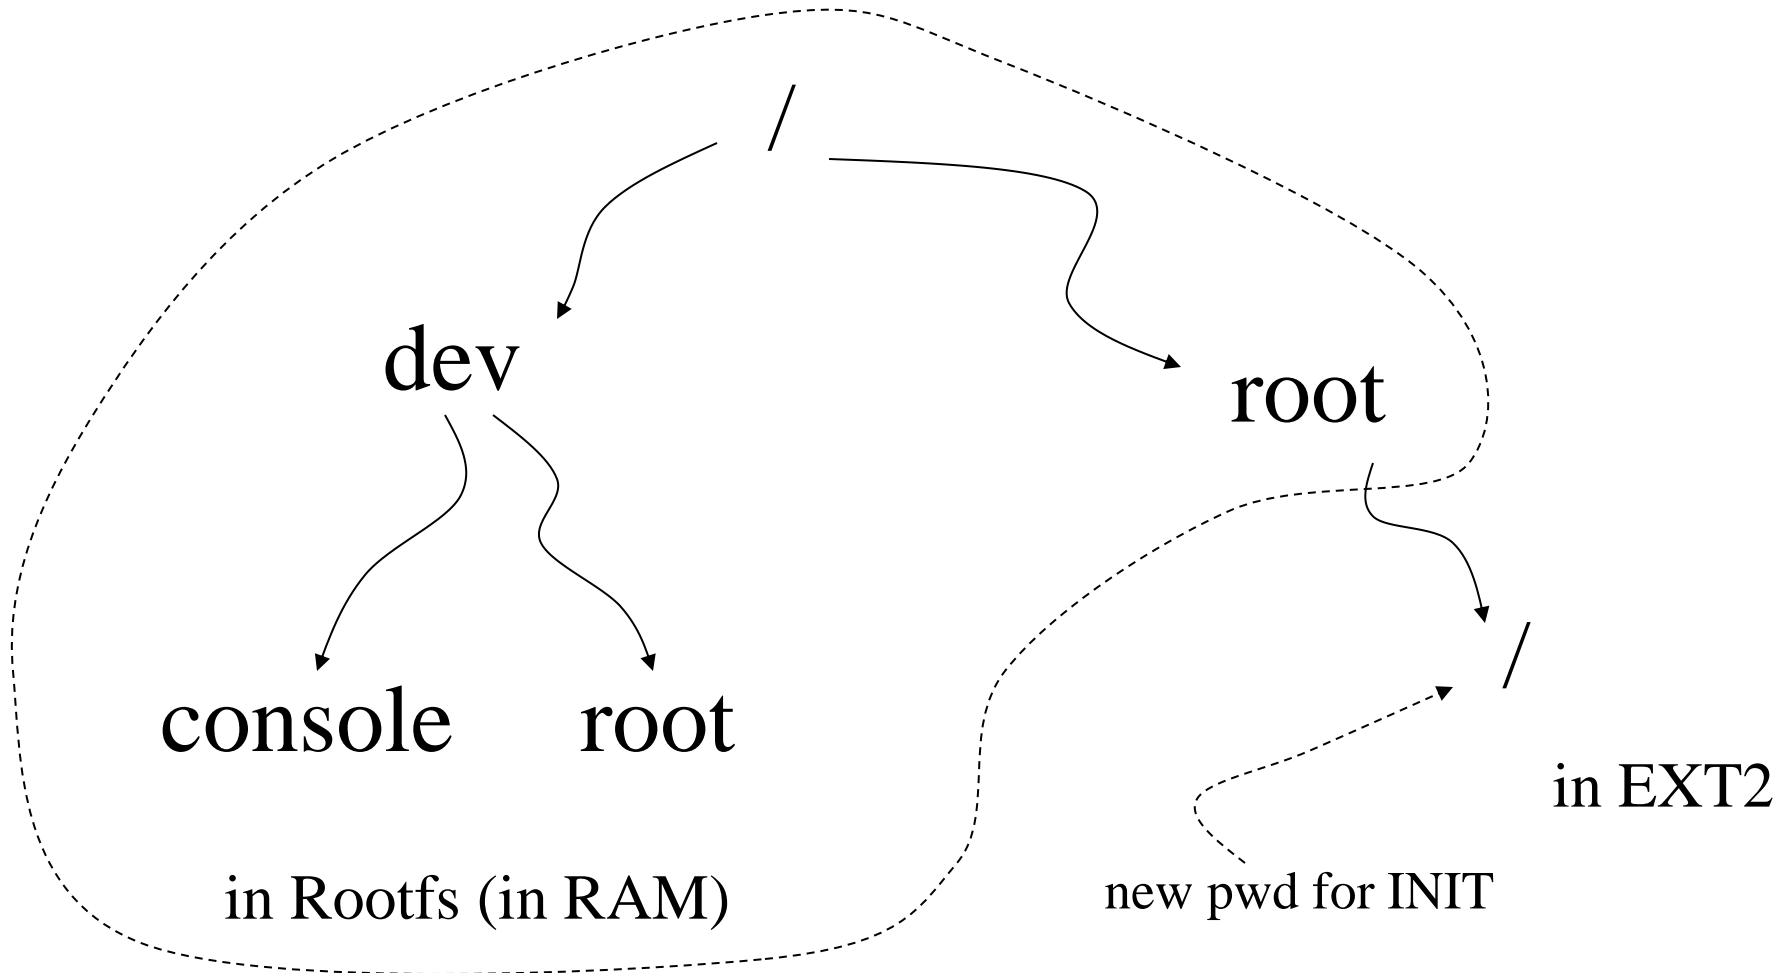 /
dev
root
console
root
/
in EXT2
in Rootfs (in RAM)
new pwd for INIT